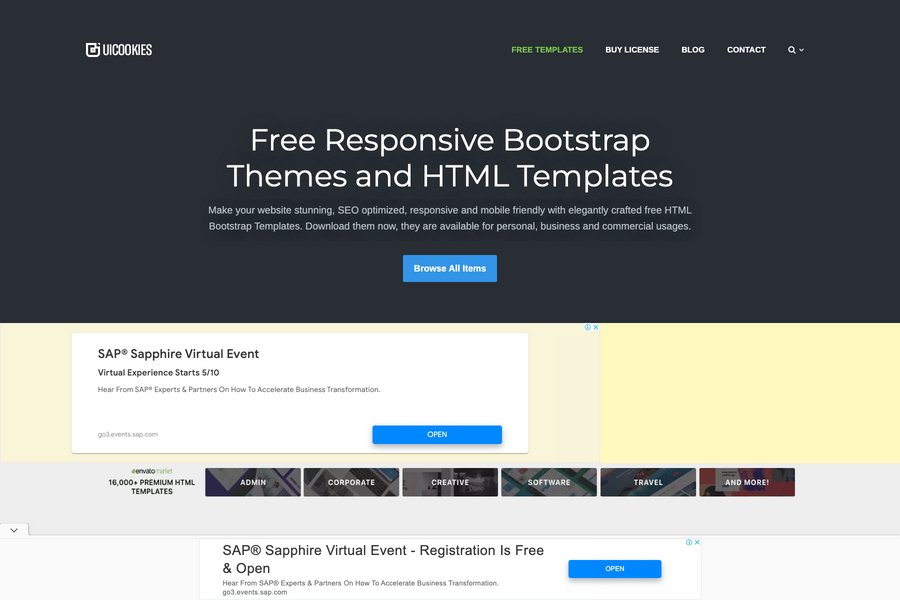 UICOOKIES
FREE TEMPLATES
BUY LICENSE
BLOG
CONTACT
Free Responsive Bootstrap
Themes and HTML Templates
Make your website stunning, SEO optimized, responsive and mobile friendly with elegantly crafted free HTML
Bootstrap Templates. Download them now, they are available for personal, business and commercial usages.
Browse All Items
SAP® Sapphire Virtual Event
Virtual Experience Starts 5/10
Hear From SAP® Experts & Partners On How To Accelerate Business Transformation.
go3.events.sap.com
OPEN
envatomarket
16,000+ PREMIUM HTML
TEMPLATES
ADMIN
CORPORATE
CREATIVE
SOFTWARE
TRAVEL
AND MORE!
SAP® Sapphire Virtual Event - Registration Is Free
& Open
Hear From SAP® Experts & Partners On How To Accelerate Business Transformation.
go3.events.sap.com
OPEN